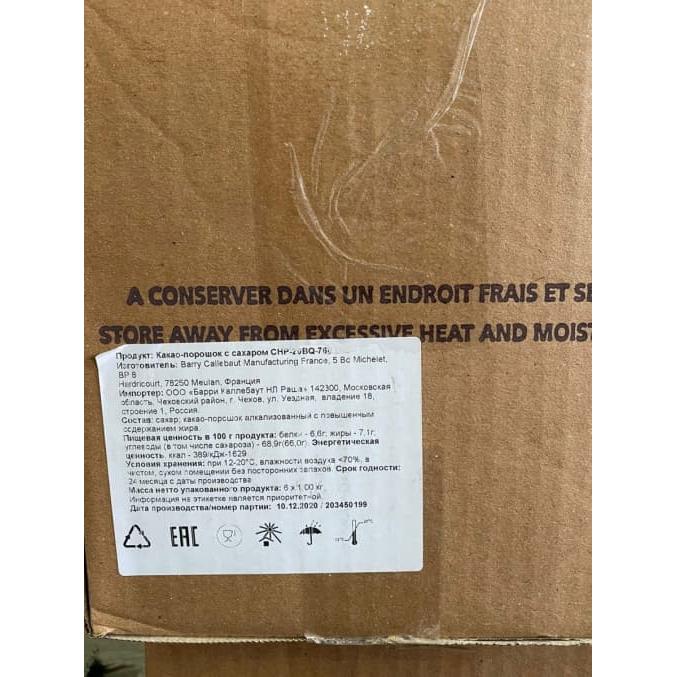 A CONSERVER DANS UN ENDROIT FRAIS ET SE
STORE AWAY FROM EXCESSIVE HEAT AND MOIST
Продукт: Какао-порошок с сахаром CHP-20BQ-76
Изготовитель: Barry Callebaut Manufacturing France, 5 Bc Michelet,
BP 8
Hardricourt, 78250 Meulan, Франция
Импортер: ООО «Барри Каллебаут НЛ Раша» 142300, Московская
область, Чеховский район, г. Чехов, ул. Уездная, владение 18,
строение 1, Россия.
Состав: сахар, какао-порошок алкализованный с повышенным
содержанием жира.
Пищевая ценность в 100 г продукта: белки - 6,6г; жиры - 7,1г;
углеводы (в том числе сахароза) - 68,9г(66,0г). Энергетическая
ценность, ккал - 389/кДж-1629
Условия хранения: при 12-20°С, влажности воздуха <70%, в
чистом, сухом помещении без посторонних запахов. Срок годности:
24 месяца с даты производства
Масса нетто упакованного продукта: 6 x 1.00 кг
Информация на этикетке является приоритетной
Дата производства/номер партии: 10.12.2020 / 203450199
EAC